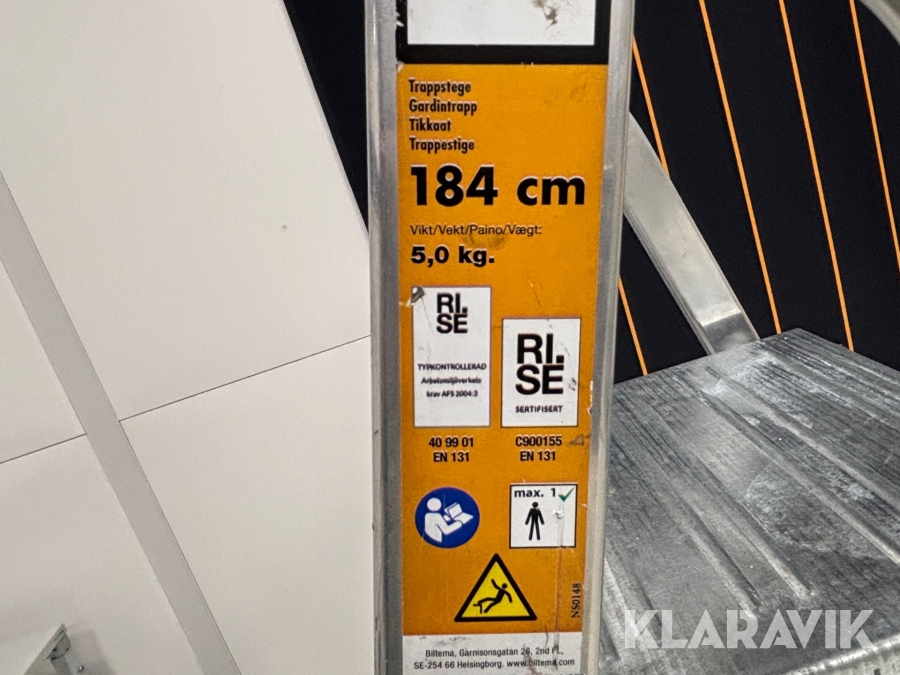 Trappstege
Gardintrapp
Tikkaat
Trappestige
184 cm
Vikt/Vekt/Paino/Vægt:
5,0 kg.
RI.
SE
TYPKONTROLLERAD
Arbetsmiljöverkets
krav AFS 2004:3
40 99 01
EN 131
RI.
SE
SERTIFISERT
C900155
EN 131
max. 1
NS0148
Biltema, Garnisonsgatan 26, 2nd FL,
SE-254 66 Helsingborg. www.biltema.com
KLARAVIK